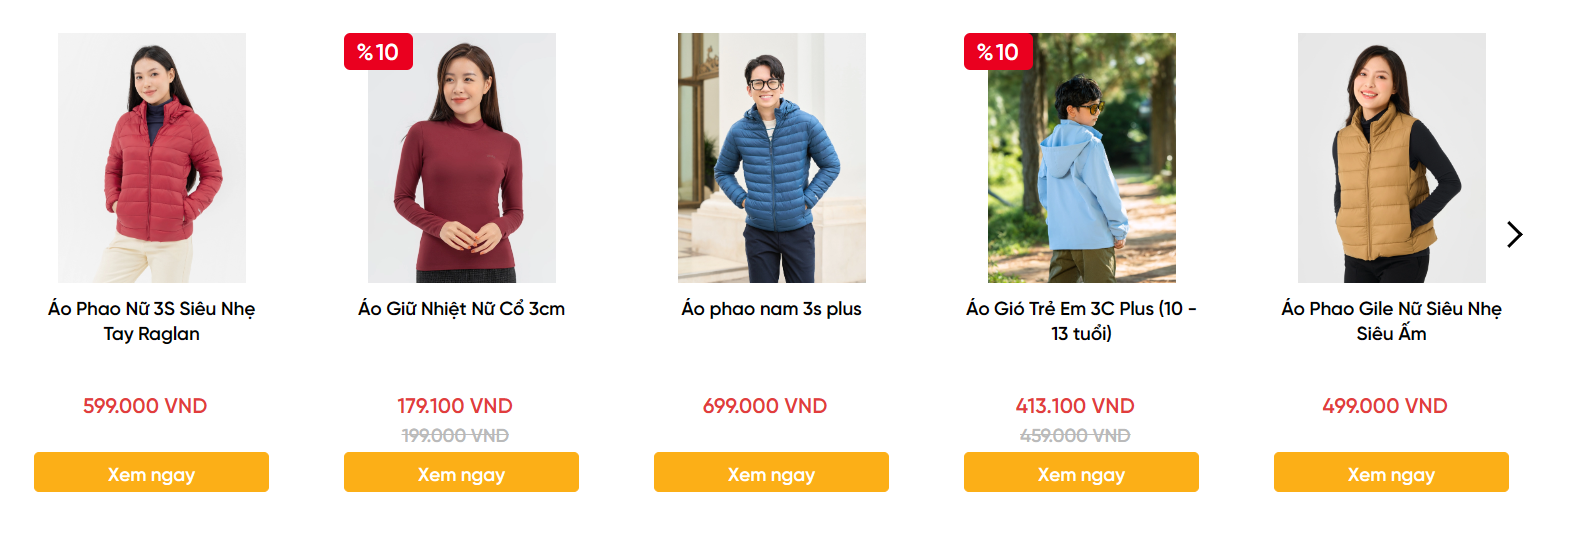 Áo Phao Nữ 3S Siêu Nhẹ
Tay Raglan
599.000 VND
Xem ngay
%10
Áo Giữ Nhiệt Nữ Cổ 3cm
179.100 VND
199.000 VND
Xem ngay
Áo phao nam 3s plus
699.000 VND
Xem ngay
%10
Áo Gió Trẻ Em 3C Plus (10 -
13 tuổi)
413.100 VND
459.000 VND
Xem ngay
Áo Phao Gile Nữ Siêu Nhẹ
Siêu Ấm
499.000 VND
Xem ngay